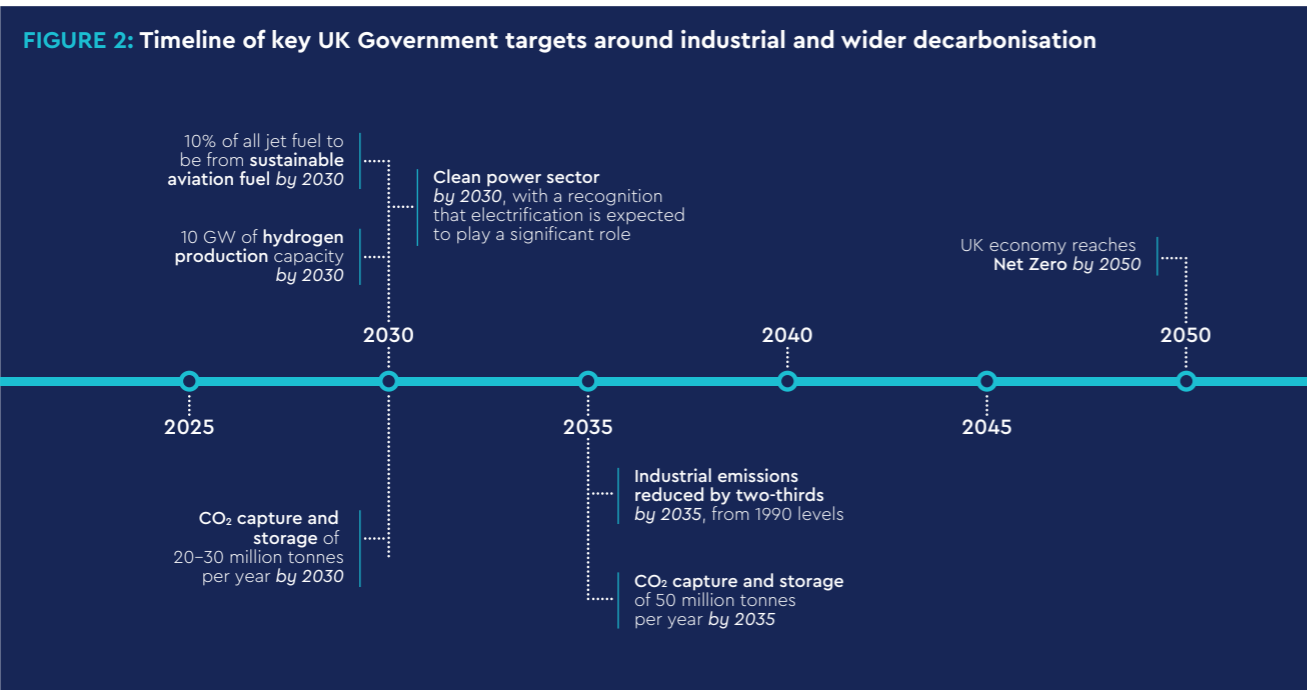 FIGURE 2: Timeline of key UK Government targets around industrial and wider decarbonisation
10% of all jet fuel to
be from sustainable
aviation fuel by 2030
10 GW of hydrogen
production capacity
by 2030
Clean power sector
by 2030, with a recognition
that electrification is expected
to play a significant role
UK economy reaches
Net Zero by 2050
2030
2040
2050
2025
2035
2045
CO₂ capture and
storage of
20–30 million tonnes
per year by 2030
Industrial emissions
reduced by two-thirds
by 2035, from 1990 levels
CO₂ capture and storage
of 50 million tonnes
per year by 2035